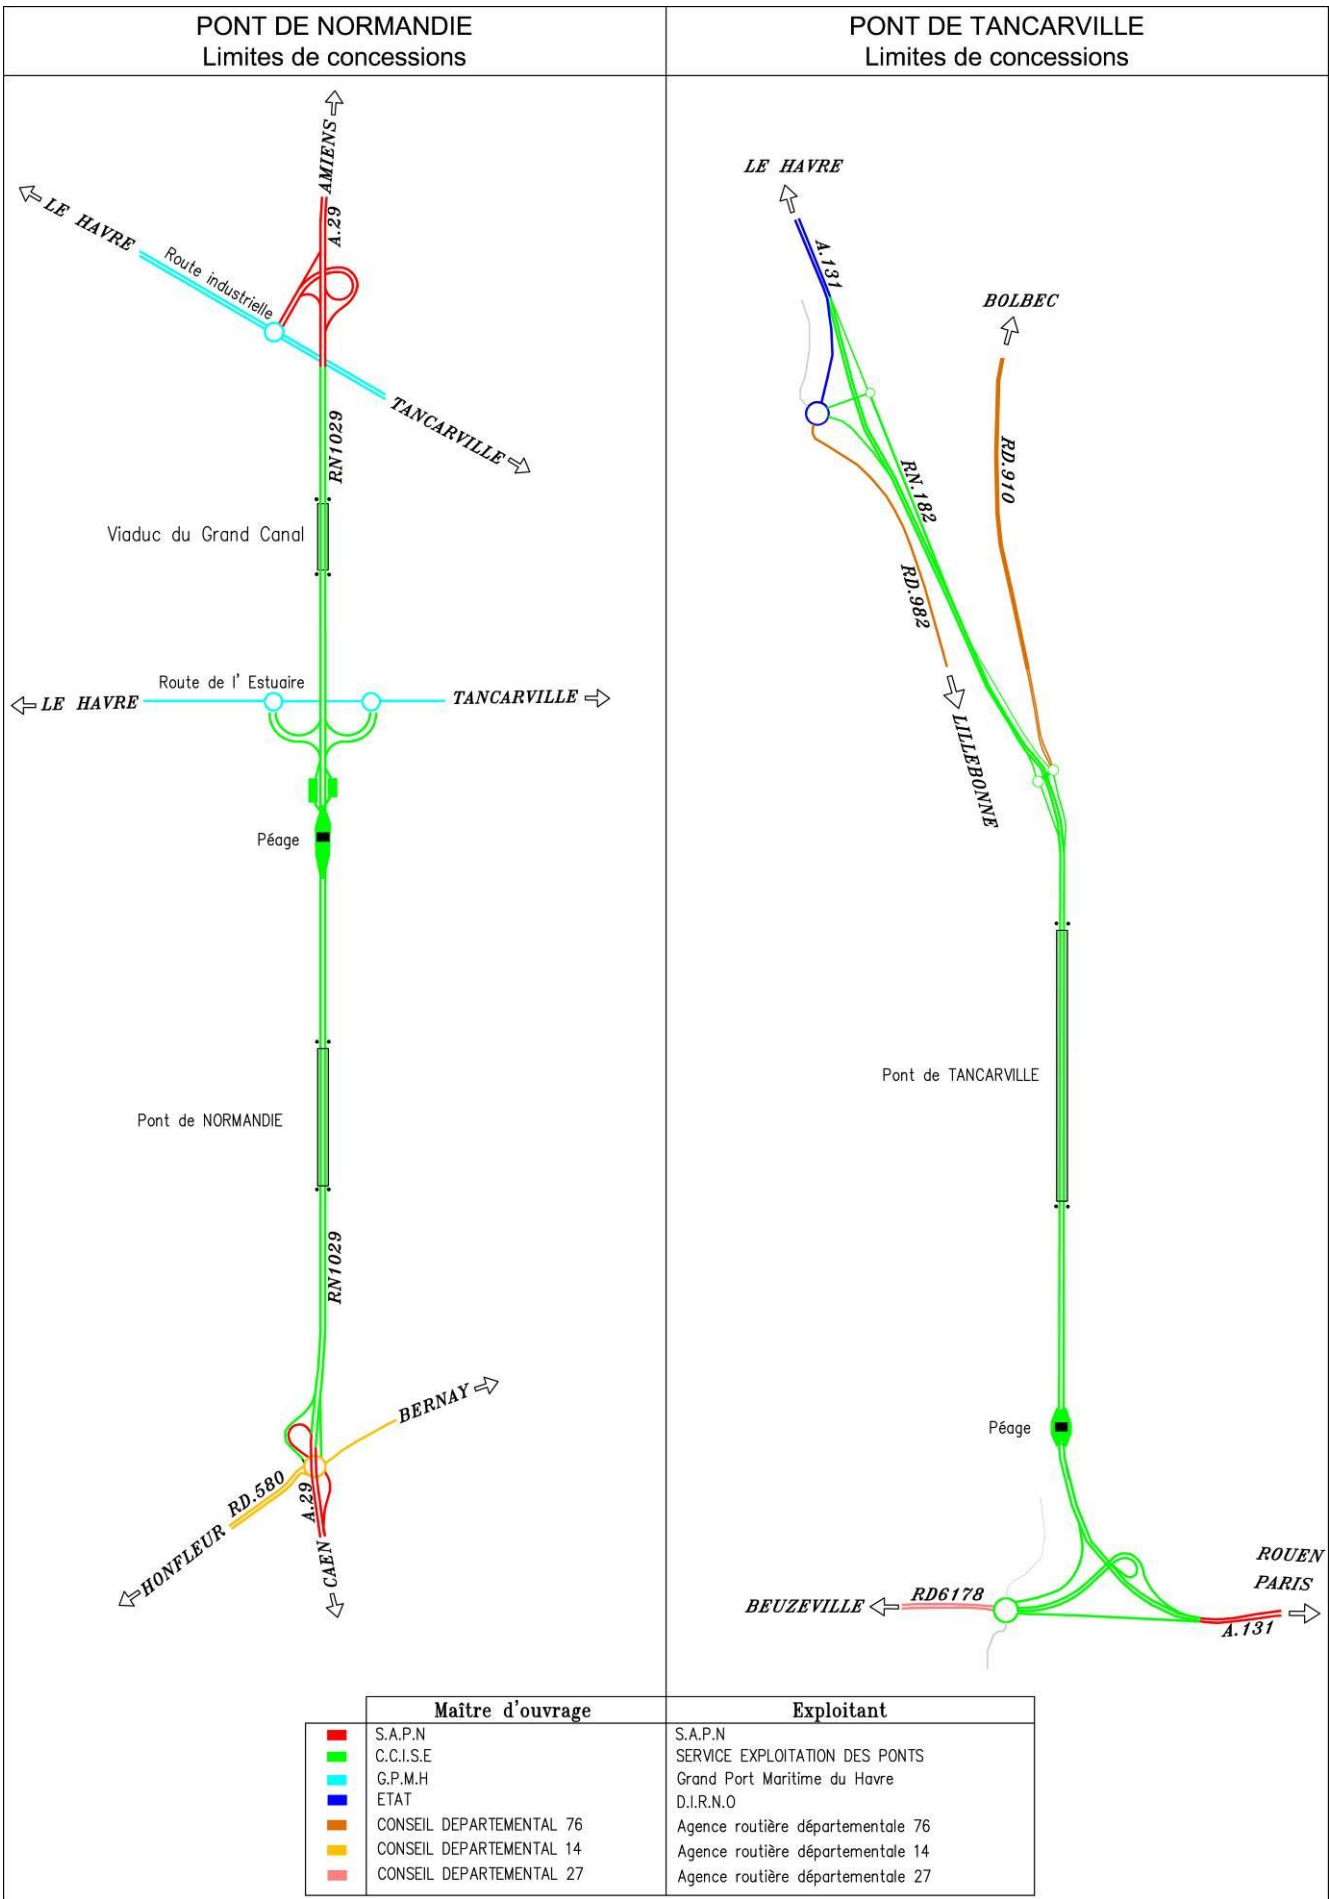 PONT DE NORMANDIE
Limites de concessions
AMIENS
A.29
LE HAVRE
Route industrielle
TANCARVILLE
RN1029
Viaduc du Grand Canal
Route de l' Estuaire
LE HAVRE
TANCARVILLE
Péage
Pont de NORMANDIE
RN1029
BERNAY
RD.580
A.29
HONFLEUR
CAEN
PONT DE TANCARVILLE
Limites de concessions
LE HAVRE
A.131
BOLBEC
RN.182
RD.910
RD.982
LILLEBONNE
Pont de TANCARVILLE
Péage
ROUEN
PARIS
BEUZEVILLE
RD6178
A.131
Maître d'ouvrage
Exploitant
S.A.P.N
S.A.P.N
C.C.I.S.E
SERVICE EXPLOITATION DES PONTS
G.P.M.H
Grand Port Maritime du Havre
ETAT
D.I.R.N.O
CONSEIL DEPARTEMENTAL 76
Agence routière départementale 76
CONSEIL DEPARTEMENTAL 14
Agence routière départementale 14
CONSEIL DEPARTEMENTAL 27
Agence routière départementale 27